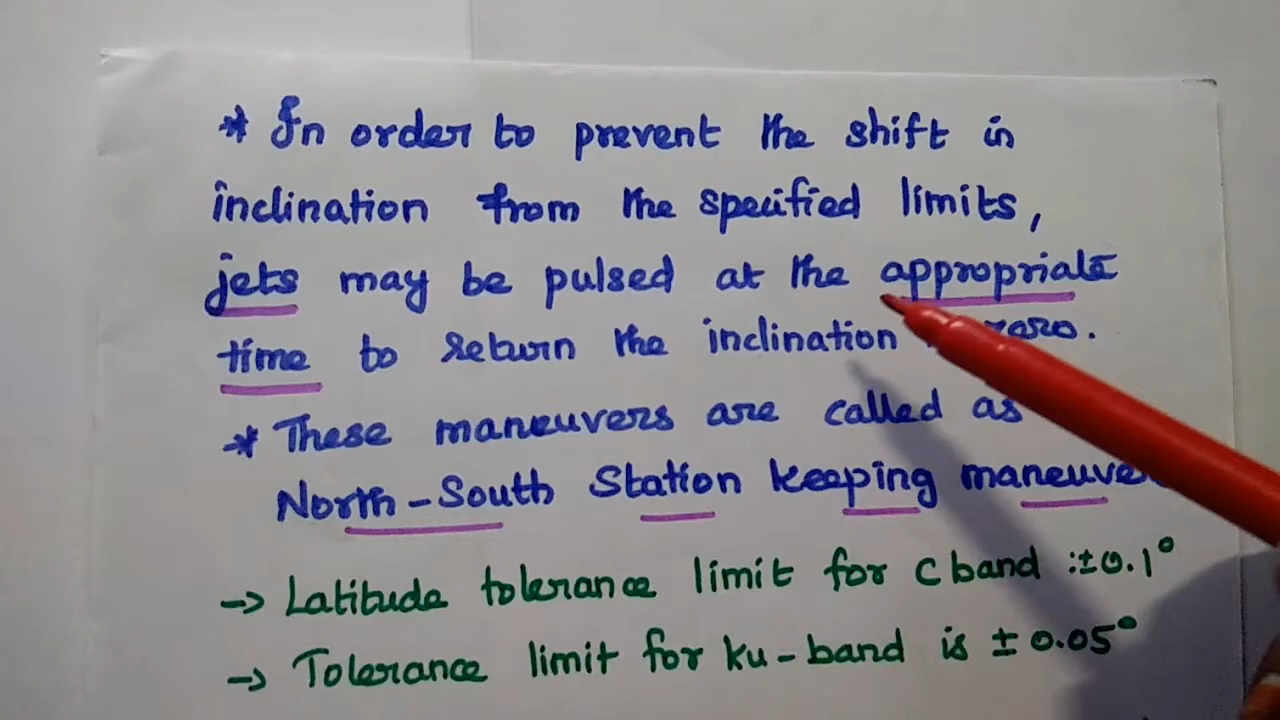 * In order to prevent the shift in
inclination from the specified limits,
jets may be pulsed at the appropriate
time to return the inclination zero.
* These maneuvers are called as
North-South Station keeping maneuve
→ Latitude tolerance limit for C band :±0.1°
→ Tolerance limit for ku-band is ± 0.05°